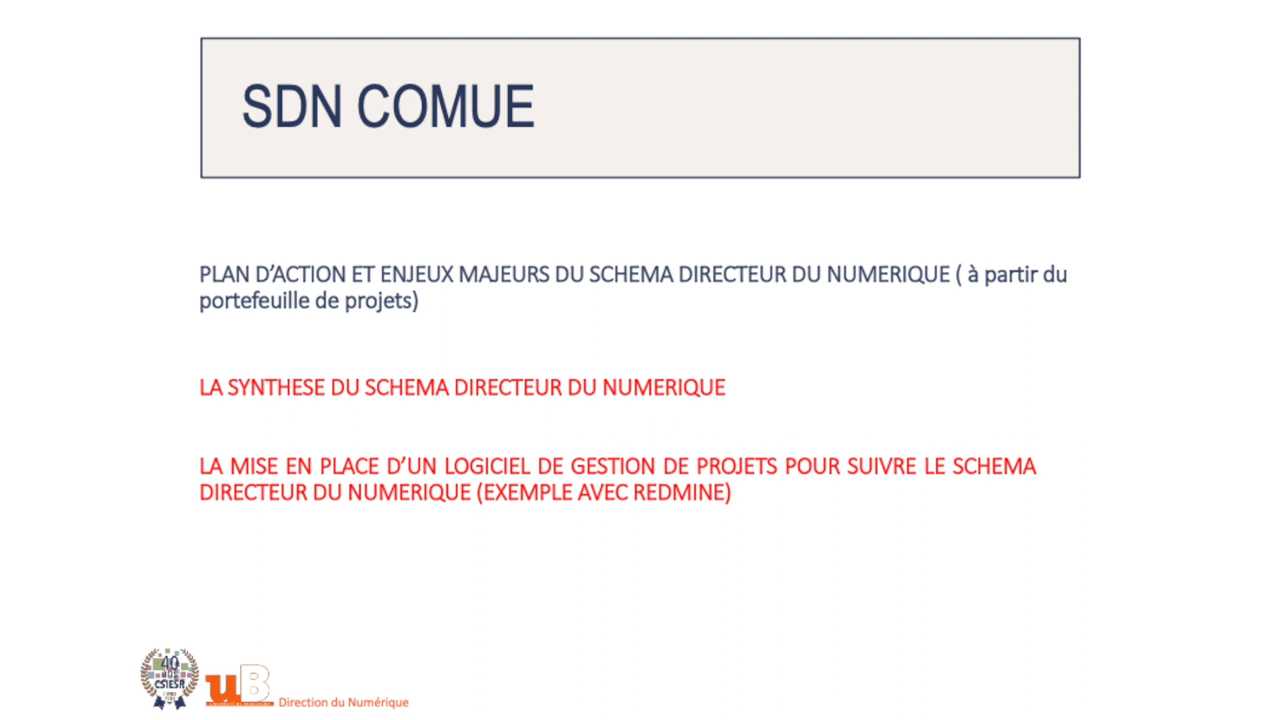 SDN COMUE
PLAN D’ACTION ET ENJEUX MAJEURS DU SCHEMA DIRECTEUR DU NUMERIQUE ( à partir du
portefeuille de projets)
LA SYNTHESE DU SCHEMA DIRECTEUR DU NUMERIQUE
LA MISE EN PLACE D’UN LOGICIEL DE GESTION DE PROJETS POUR SUIVRE LE SCHEMA
DIRECTEUR DU NUMERIQUE (EXEMPLE AVEC REDMINE)
40
CSIESR
uB
Direction du Numérique